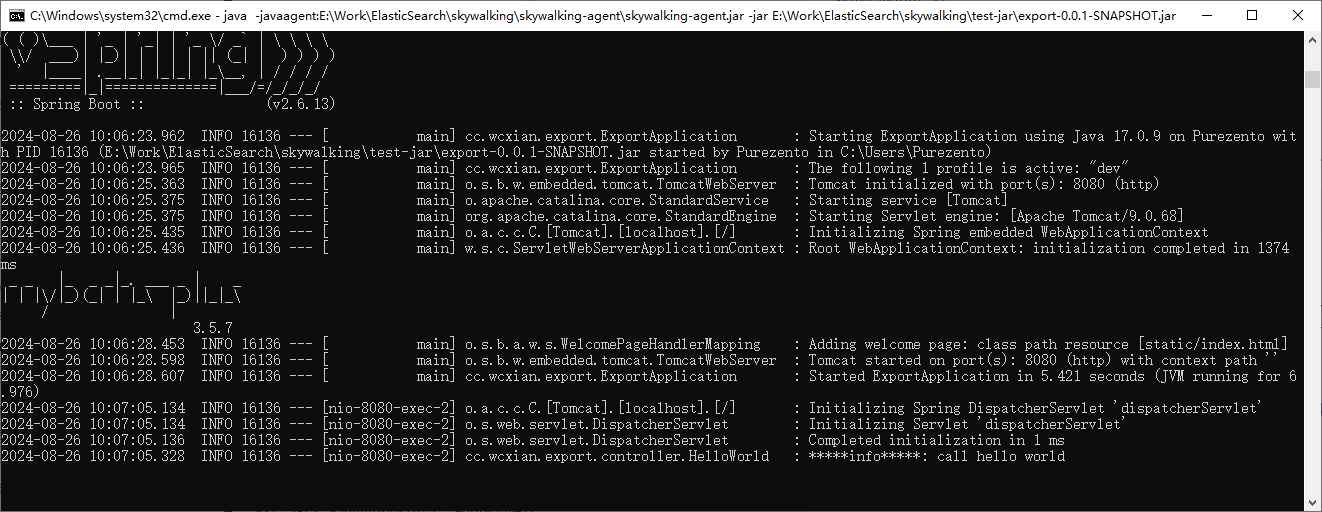 C:\Windows\system32\cmd.exe - java  -javaagent:E:\Work\ElasticSearch\skywalking\skywalking-agent\skywalking-agent.jar -jar E:\Work\ElasticSearch\skywalking\test-jar\export-0.0.1-SNAPSHOT.jar
:: Spring Boot ::                (v2.6.13)
2024-08-26 10:06:23.962  INFO 16136 --- [           main] cc.wcxian.export.ExportApplication       : Starting ExportApplication using Java 17.0.9 on Purezento wit
h PID 16136 (E:\Work\ElasticSearch\skywalking\test-jar\export-0.0.1-SNAPSHOT.jar started by Purezento in C:\Users\Purezento)
2024-08-26 10:06:23.965  INFO 16136 --- [           main] cc.wcxian.export.ExportApplication       : The following 1 profile is active: "dev"
2024-08-26 10:06:25.363  INFO 16136 --- [           main] o.s.b.w.embedded.tomcat.TomcatWebServer  : Tomcat initialized with port(s): 8080 (http)
2024-08-26 10:06:25.375  INFO 16136 --- [           main] o.apache.catalina.core.StandardService   : Starting service [Tomcat]
2024-08-26 10:06:25.375  INFO 16136 --- [           main] org.apache.catalina.core.StandardEngine  : Starting Servlet engine: [Apache Tomcat/9.0.68]
2024-08-26 10:06:25.435  INFO 16136 --- [           main] o.a.c.c.C.[Tomcat].[localhost].[/]       : Initializing Spring embedded WebApplicationContext
2024-08-26 10:06:25.436  INFO 16136 --- [           main] w.s.c.ServletWebServerApplicationContext : Root WebApplicationContext: initialization completed in 1374
ms
mybatis-plus
3.5.7
2024-08-26 10:06:28.453  INFO 16136 --- [           main] o.s.b.a.w.s.WelcomePageHandlerMapping    : Adding welcome page: class path resource [static/index.html]
2024-08-26 10:06:28.598  INFO 16136 --- [           main] o.s.b.w.embedded.tomcat.TomcatWebServer  : Tomcat started on port(s): 8080 (http) with context path ''
2024-08-26 10:06:28.607  INFO 16136 --- [           main] cc.wcxian.export.ExportApplication       : Started ExportApplication in 5.421 seconds (JVM running for 6
.976)
2024-08-26 10:07:05.134  INFO 16136 --- [nio-8080-exec-2] o.a.c.c.C.[Tomcat].[localhost].[/]       : Initializing Spring DispatcherServlet 'dispatcherServlet'
2024-08-26 10:07:05.134  INFO 16136 --- [nio-8080-exec-2] o.s.web.servlet.DispatcherServlet        : Initializing Servlet 'dispatcherServlet'
2024-08-26 10:07:05.136  INFO 16136 --- [nio-8080-exec-2] o.s.web.servlet.DispatcherServlet        : Completed initialization in 1 ms
2024-08-26 10:07:05.328  INFO 16136 --- [nio-8080-exec-2] cc.wcxian.export.controller.HelloWorld   : *****info*****: call hello world